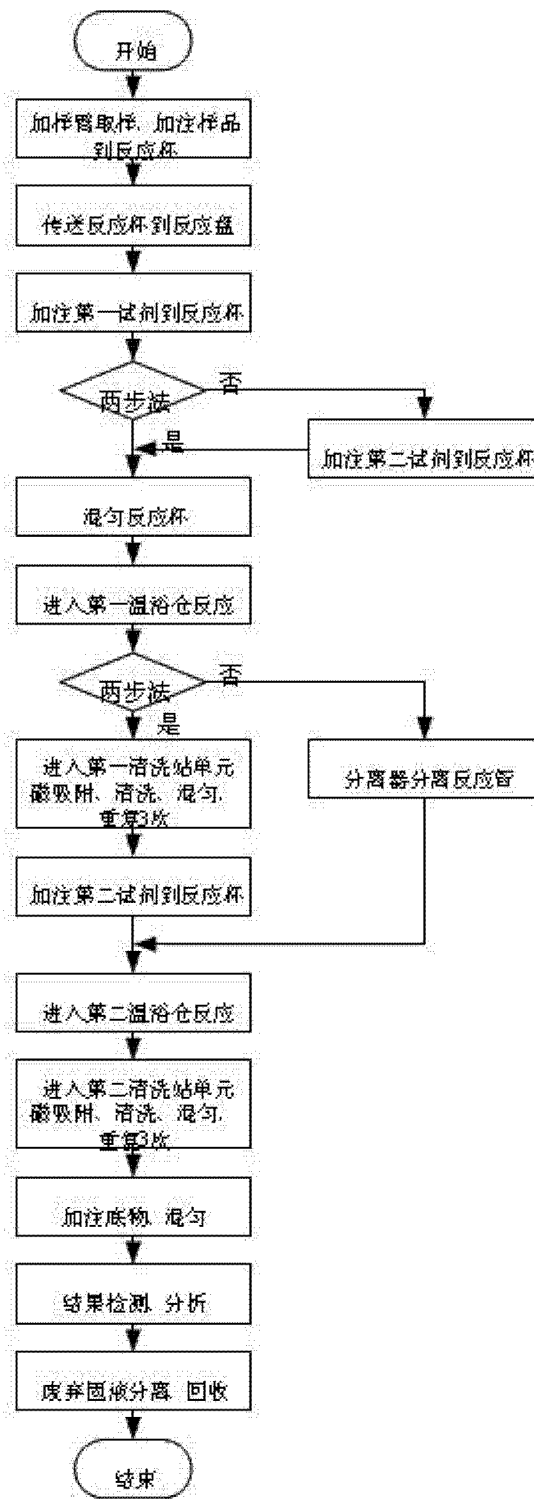 开始
加样臂取样、加注样品
到反应杯
传送反应杯到反应盘
加注第一试剂到反应杯
两步法
否
是
加注第二试剂到反应杯
混匀反应杯
进入第一温浴仓反应
两步法
否
是
进入第一清洗站单元
磁吸附、清洗、混匀,
重复3次
分离器分离反应管
加注第二试剂到反应杯
进入第二温浴仓反应
进入第二清洗站单元
磁吸附、清洗、混匀,
重复3次
加注底物、混匀
结果检测、分析
废弃固液分离、回收
结束